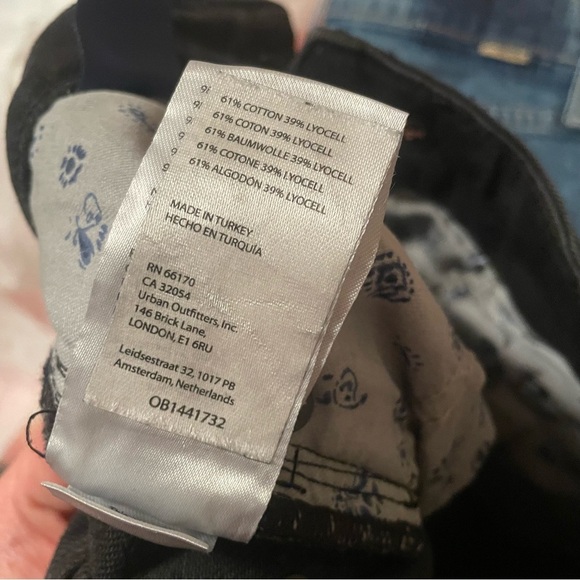 61% COTTON 39% LYOCELL
61% COTON 39% LYOCELL
61% BAUMWOLLE 39% LYOCELL
61% COTONE 39% LYOCELL
61% ALGODON 39% LYOCELL
MADE IN TURKEY
HECHO EN TURQUÍA
RN 66170
CA 32054
Urban Outfitters, Inc.
146 Brick Lane,
LONDON, E1 6RU
Leidsestraat 32, 1017 PB
Amsterdam, Netherlands
OB1441732